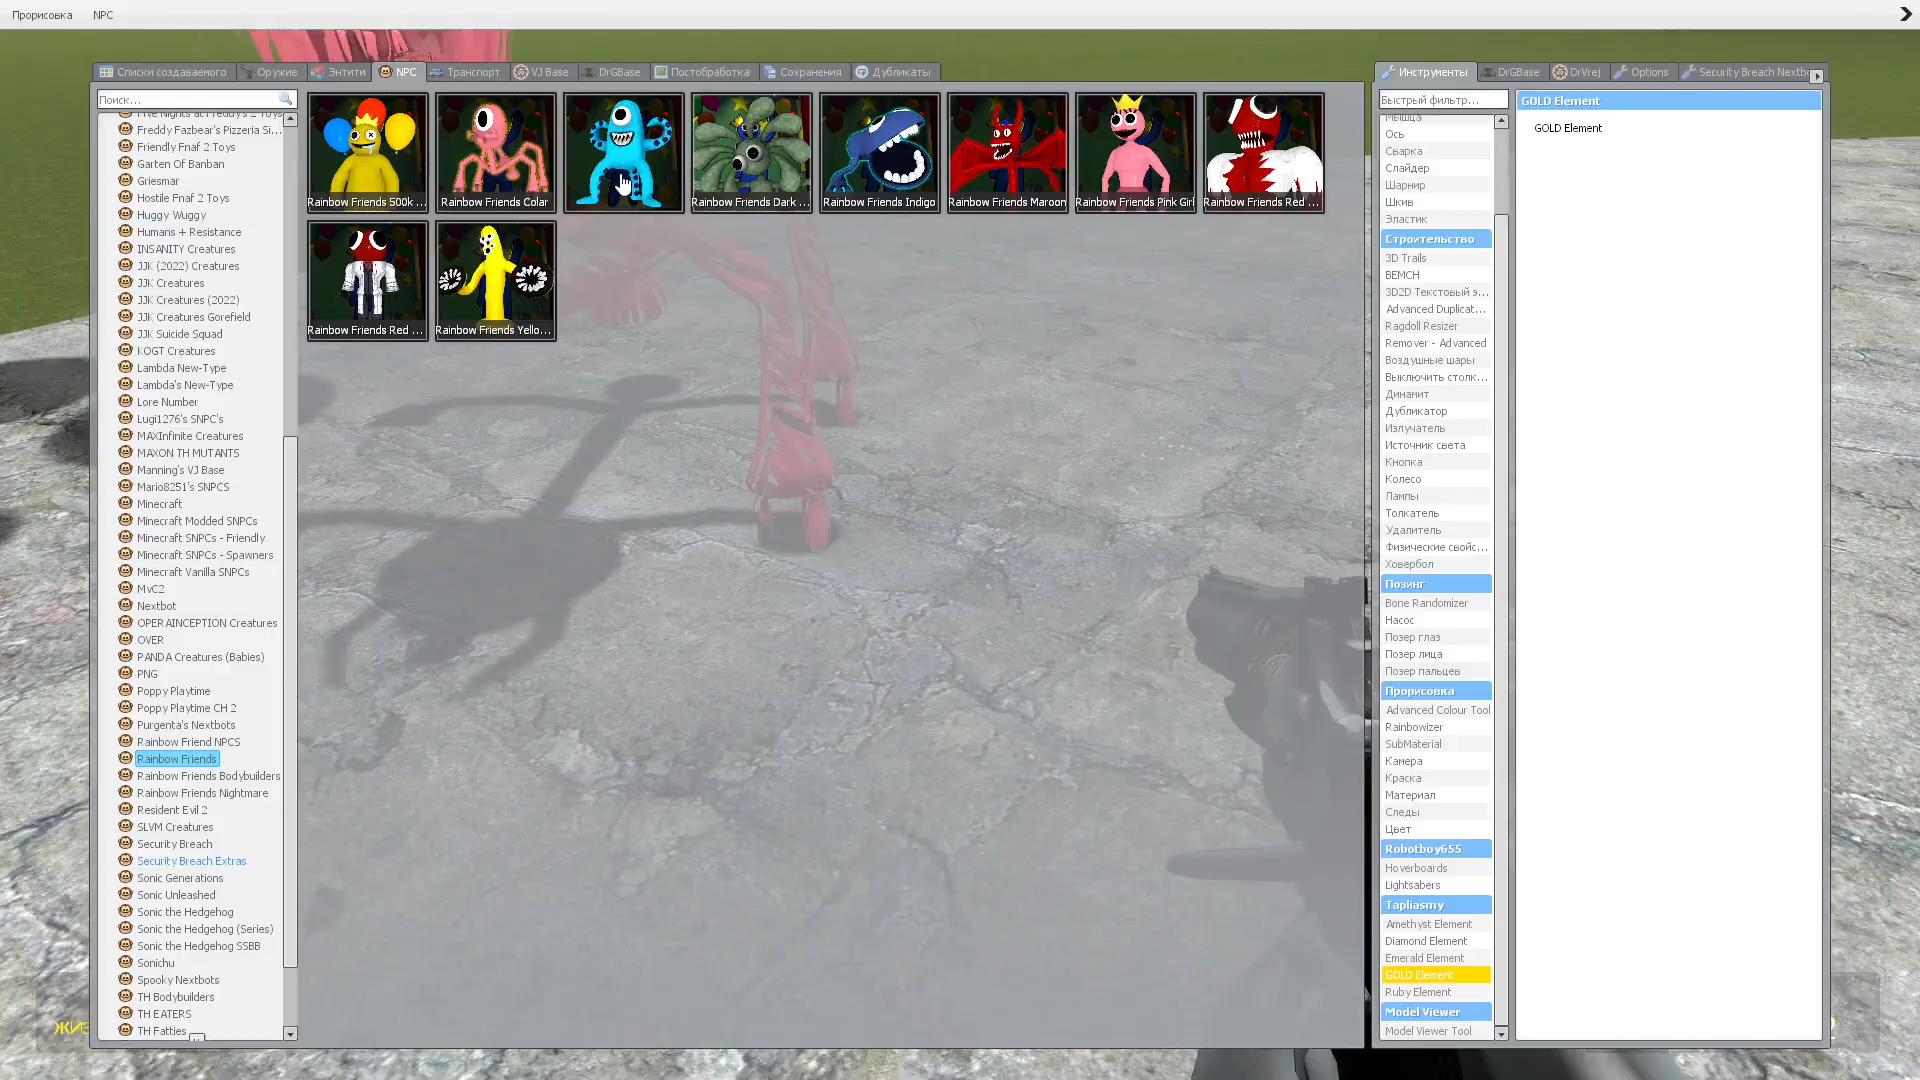 Прорисовка NPC
Списки создаваемого Оружие Энтити NPC Транспорт VJ Base DrGBase Постобработка Сохранения Дубликаты
Инструменты DrGBase DrVrej Options Security Breach Nextb
Поиск...
Five Nights at Freddy's 2 Toys
Freddy Fazbear's Pizzeria Si...
Friendly Fnaf 2 Toys
Garten Of Banban
Griesmar
Hostile Fnaf 2 Toys
Huggy Wuggy
Humans + Resistance
INSANITY Creatures
JJK (2022) Creatures
JJK Creatures
JJK Creatures (2022)
JJK Creatures Gorefield
JJK Suicide Squad
KOGT Creatures
Lambda New-Type
Lambda's New-Type
Lore Number
Lugi1276's SNPC's
MAXInfinite Creatures
MAXON TH MUTANTS
Manning's VJ Base
Mario8251's SNPCS
Minecraft
Minecraft Modded SNPCs
Minecraft SNPCs - Friendly
Minecraft SNPCs - Spawners
Minecraft Vanilla SNPCs
MvC2
Nextbot
OPERAINCEPTION Creatures
OVER
PANDA Creatures (Babies)
PNG
Poppy Playtime
Poppy Playtime CH 2
Purgenta's Nextbots
Rainbow Friend NPCS
Rainbow Friends
Rainbow Friends Bodybuilders
Rainbow Friends Nightmare
Resident Evil 2
SLVM Creatures
Security Breach
Security Breach Extras
Sonic Generations
Sonic Unleashed
Sonic the Hedgehog
Sonic the Hedgehog (Series)
Sonic the Hedgehog SSBB
Sonichu
Spooky Nextbots
TH Bodybuilders
TH EATERS
TH Fatties
Rainbow Friends 500k ...
Rainbow Friends Colar
Rainbow Friends Dark ...
Rainbow Friends Indigo
Rainbow Friends Maroon
Rainbow Friends Pink Girl
Rainbow Friends Red ...
Rainbow Friends Red ...
Rainbow Friends Yello...
Быстрый фильтр...
Мышца
Ось
Сварка
Слайдер
Шарнир
Шкив
Эластик
Строительство
3D Trails
BEMCH
3D2D Текстовый э...
Advanced Duplicat...
Ragdoll Resizer
Remover - Advanced
Воздушные шары
Выключить столк...
Динамит
Дубликатор
Излучатель
Источник света
Кнопка
Колесо
Лампы
Толкатель
Удалитель
Физические свойс...
Ховербол
Позинг
Bone Randomizer
Насос
Позер глаз
Позер лица
Позер пальцев
Прорисовка
Advanced Colour Tool
Rainbowizer
SubMaterial
Камера
Краска
Материал
Следы
Цвет
Robotboy655
Hoverboards
Lightsabers
Tapliasmy
Amethyst Element
Diamond Element
Emerald Element
GOLD Element
Ruby Element
Model Viewer
Model Viewer Tool
GOLD Element
GOLD Element